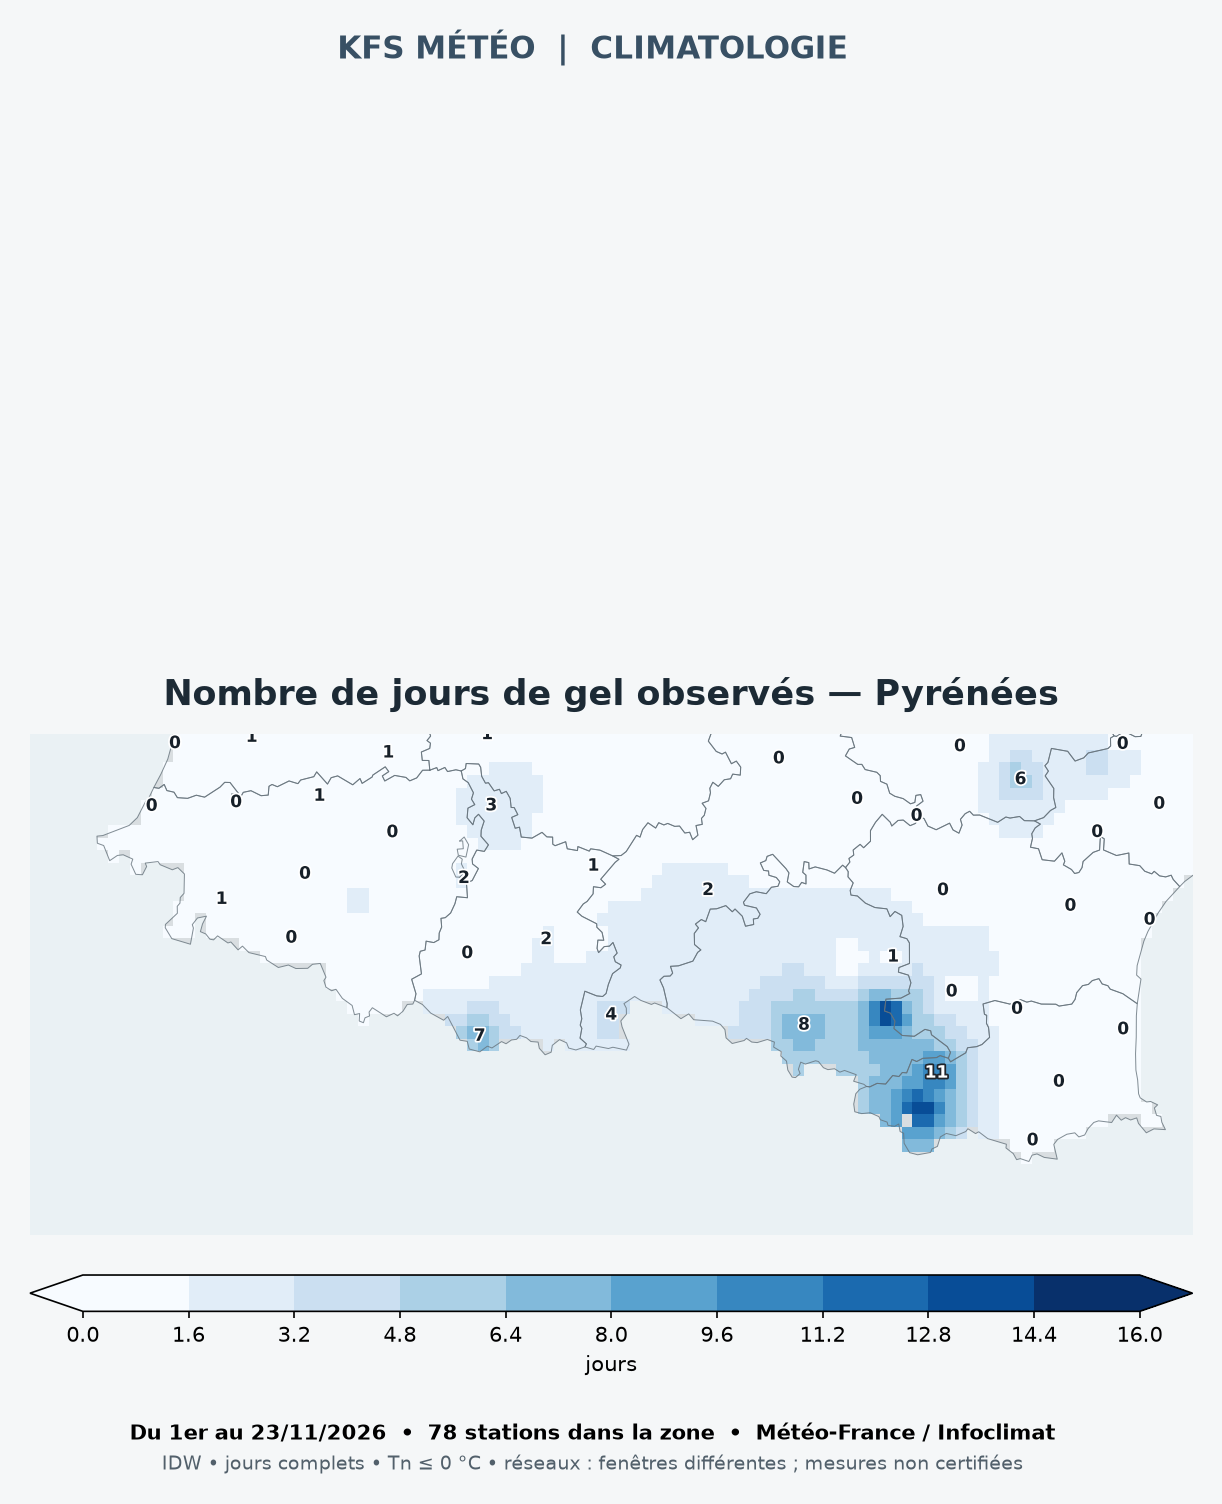 KFS MÉTÉO | CLIMATOLOGIE
Nombre de jours de gel observés — Pyrénées
0 1 1 1 0 0 0
0 0 1 3 0 6 0
0 0 0 0
0 2 1 2 0 0
1 0 0 2 0 1 0
0 0
7 4 8 0
11 0
0
0.0 1.6 3.2 4.8 6.4 8.0 9.6 11.2 12.8 14.4 16.0
jours
Du 1er au 23/11/2026 • 78 stations dans la zone • Météo-France / Infoclimat
IDW • jours complets • Tn ≤ 0 °C • réseaux : fenêtres différentes ; mesures non certifiées